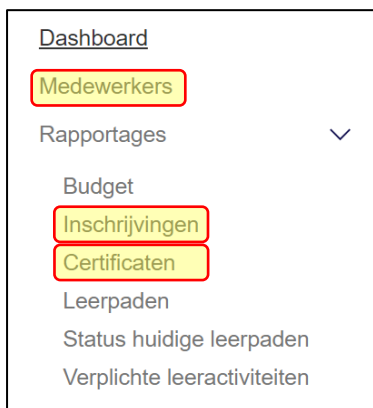 Dashboard
Medewerkers
Rapportages
Budget
Inschrijvingen
Certificaten
Leerpaden
Status huidige leerpaden
Verplichte leeractiviteiten